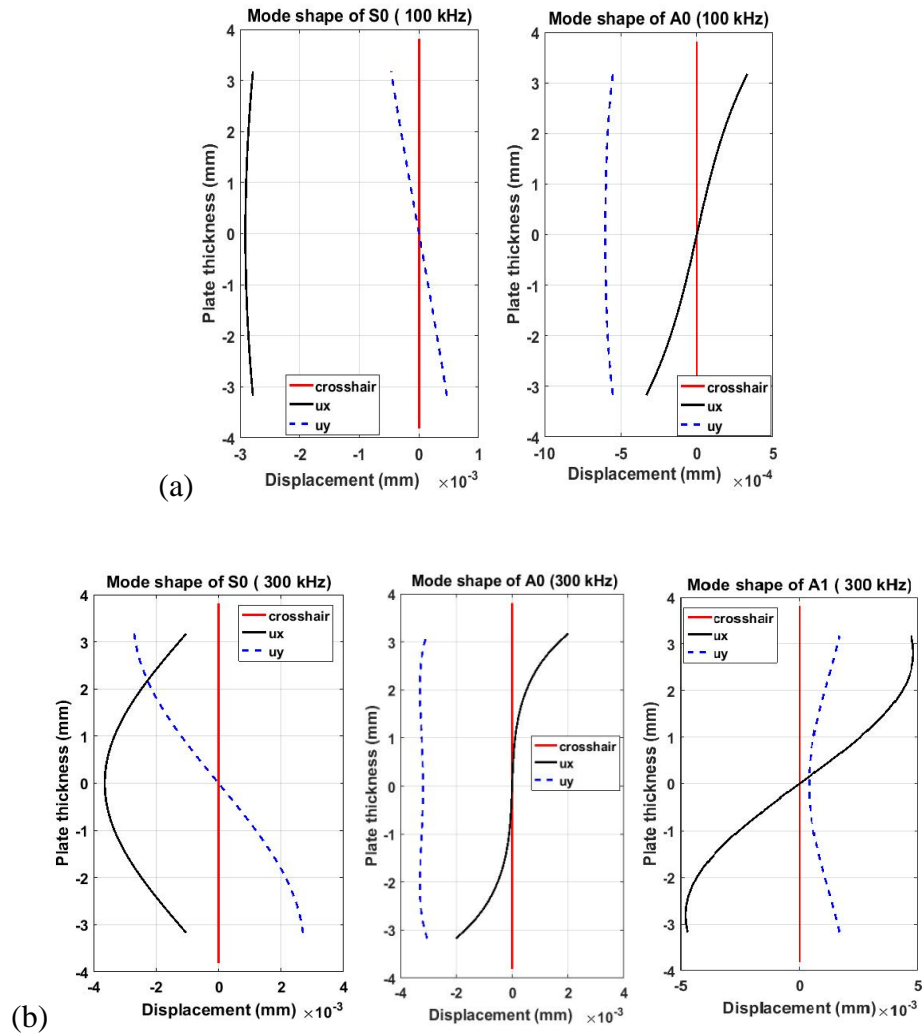 Mode shape of S0 ( 100 kHz)
4
3
2
1
0
-1
-2
-3
-4
Plate thickness (mm)
crosshair
ux
uy
-3
-2
-1
0
1
Displacement (mm)
×10-3
Mode shape of A0 (100 kHz)
4
3
2
1
0
-1
-2
-3
-4
Plate thickness (mm)
crosshair
ux
uy
-10
-5
0
5
Displacement (mm)
×10-4
(a)
Mode shape of S0 ( 300 kHz)
4
3
2
1
0
-1
-2
-3
-4
Plate thickness (mm)
crosshair
ux
uy
-4
-2
0
2
4
Displacement (mm)
×10-3
Mode shape of A0 (300 kHz)
4
3
2
1
0
-1
-2
-3
-4
Plate thickness (mm)
crosshair
ux
uy
-4
-2
0
2
4
Displacement (mm)
×10-3
Mode shape of A1 ( 300 kHz)
4
3
2
1
0
-1
-2
-3
-4
Plate thickness (mm)
crosshair
ux
uy
-5
0
5
Displacement (mm)
×10-3
(b)